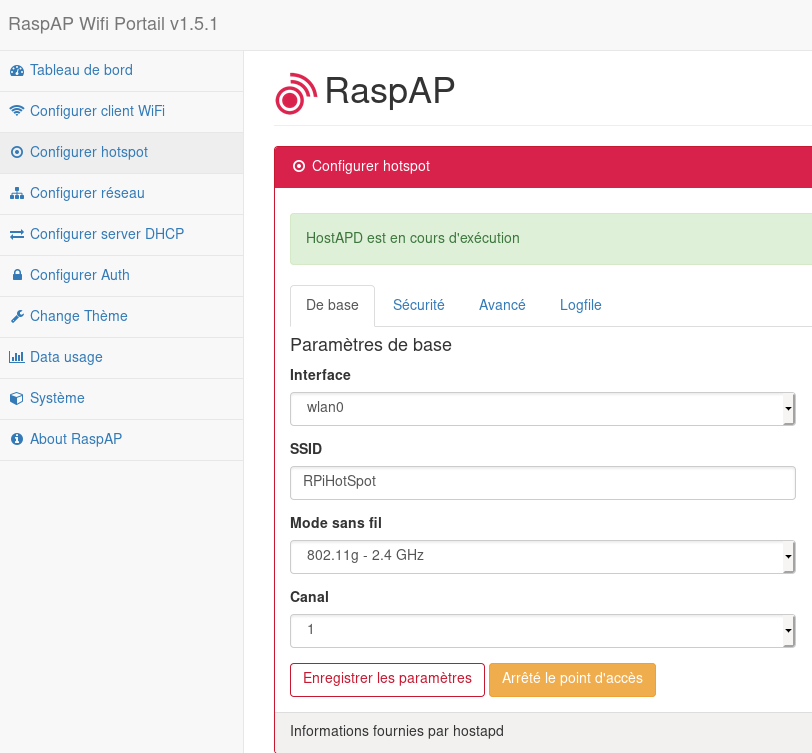 RaspAP Wifi Portail v1.5.1
Tableau de bord
Configurer client WiFi
Configurer hotspot
Configurer réseau
Configurer server DHCP
Configurer Auth
Change Thème
Data usage
Système
About RaspAP
RaspAP
Configurer hotspot
HostAPD est en cours d'exécution
De base Sécurité Avancé Logfile
Paramètres de base
Interface
wlan0
SSID
RPiHotSpot
Mode sans fil
802.11g - 2.4 GHz
Canal
1
Enregistrer les paramètres Arrêté le point d'accès
Informations fournies par hostapd